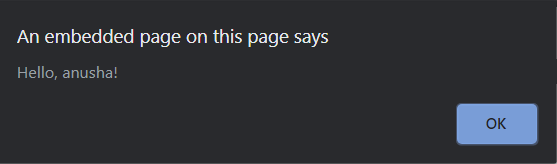 An embedded page on this page says
Hello, anusha!
OK